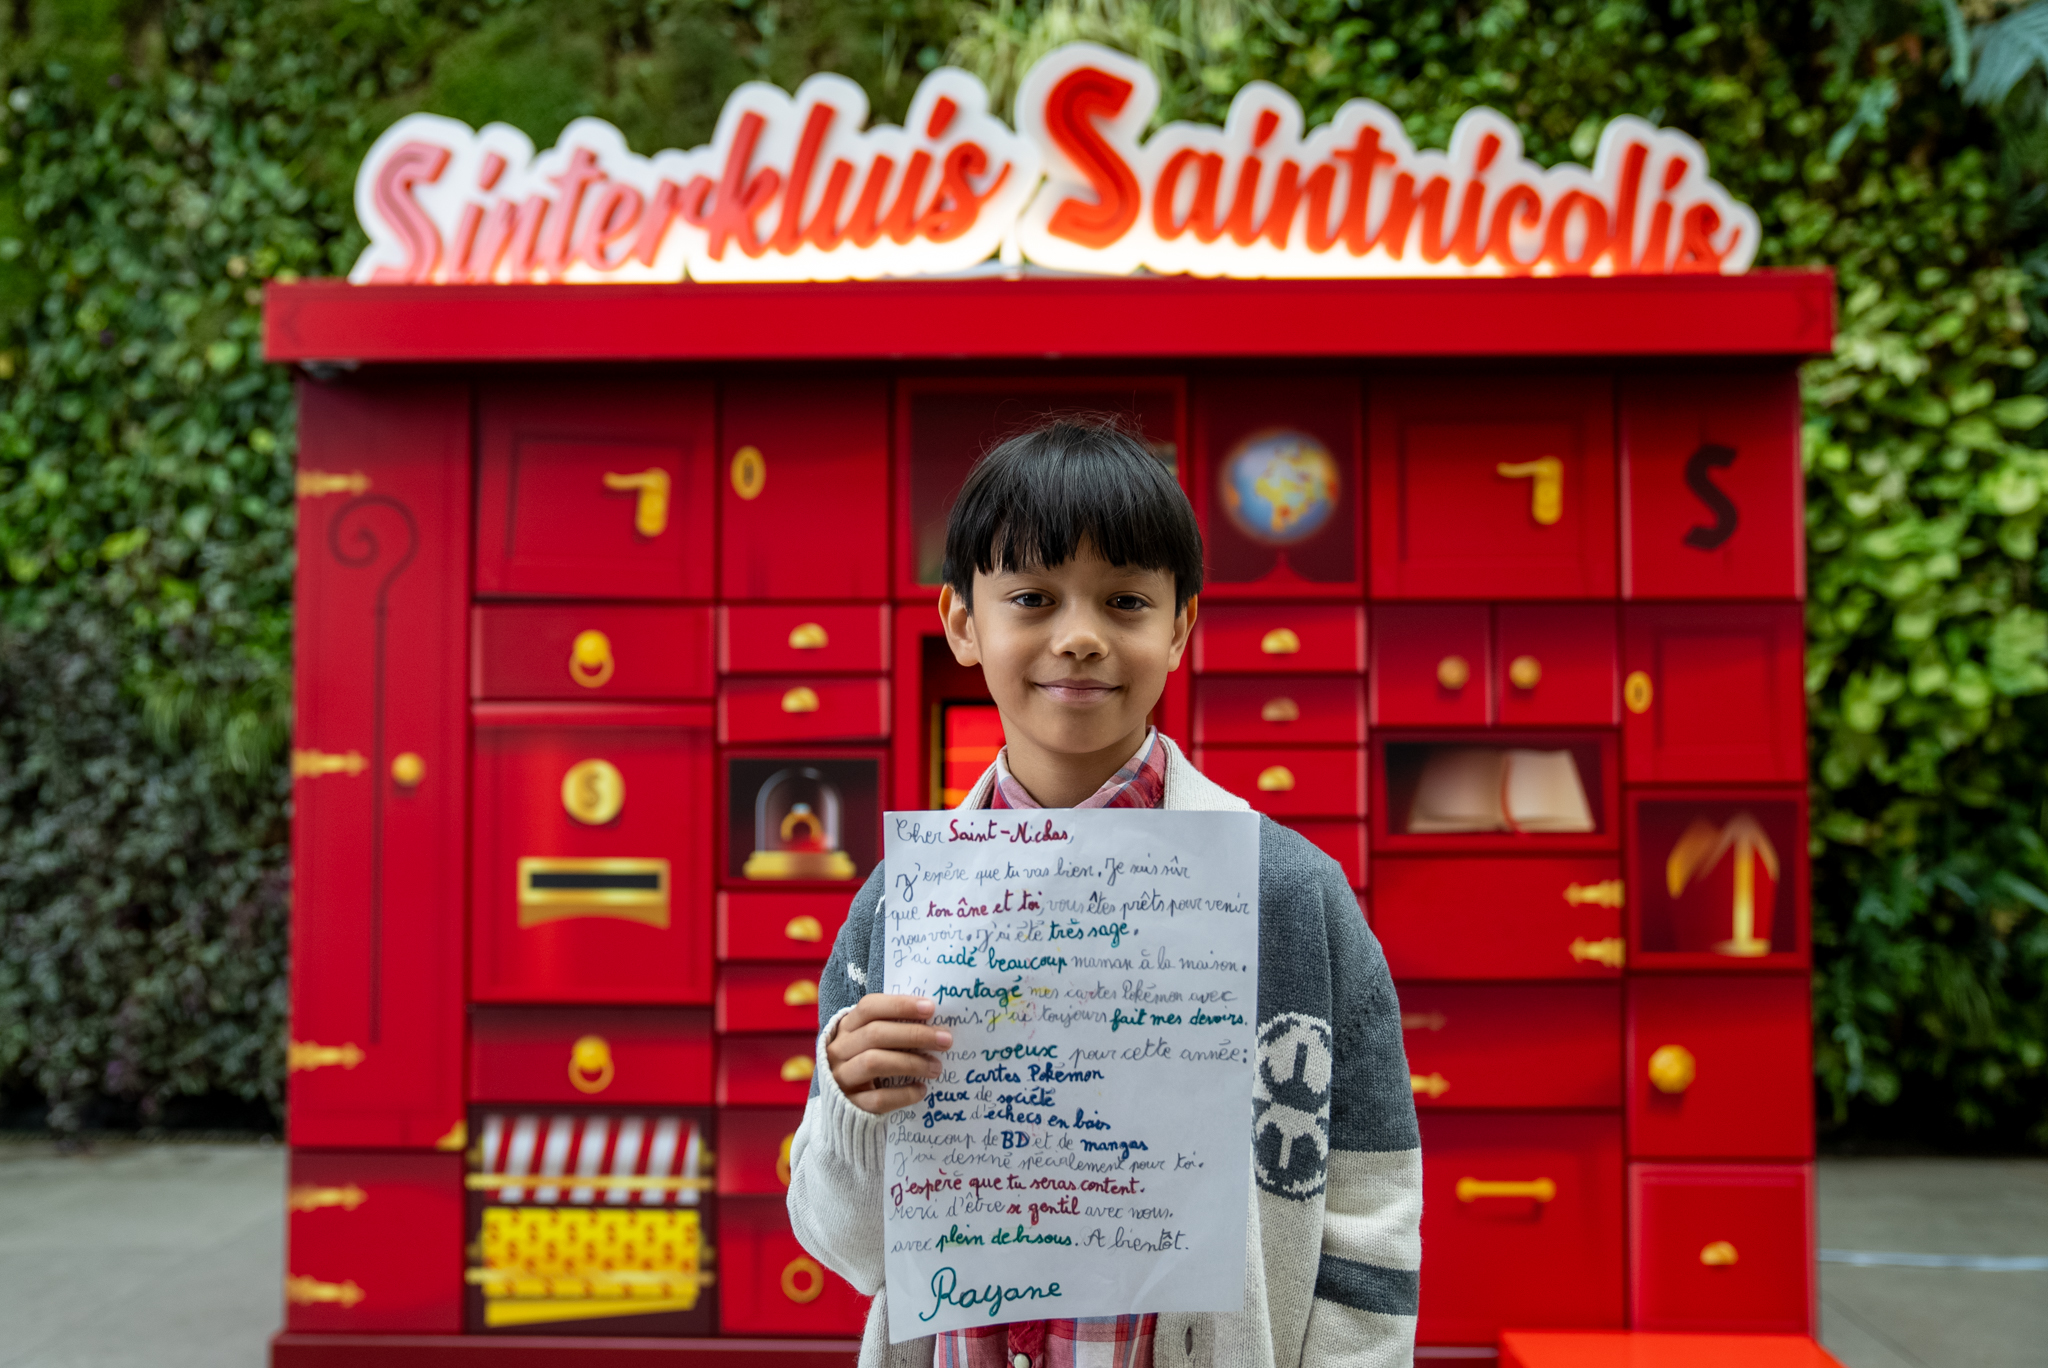 Sinterkluis Saintnicolis
S
S
Cher Saint-Nicholas,
J'espère que tu vas bien. Je suis sûr
que ton âne et toi, vous êtes prêts pour venir
nous voir. J'ai été très sage.
J'ai aidé beaucoup maman à la maison.
J'ai partagé mes cartes Pokémon avec
amis. J'ai toujours fait mes devoirs.
mes voeux pour cette année:
de cartes Pokémon
jeux de société
Des jeux d'échecs en bois
Beaucoup de BD et de mangas
J'ai dessiné spécialement pour toi.
J'espère que tu seras content.
Merci d'être si gentil avec nous.
avec plein de bisous. A bientôt.
Rayane